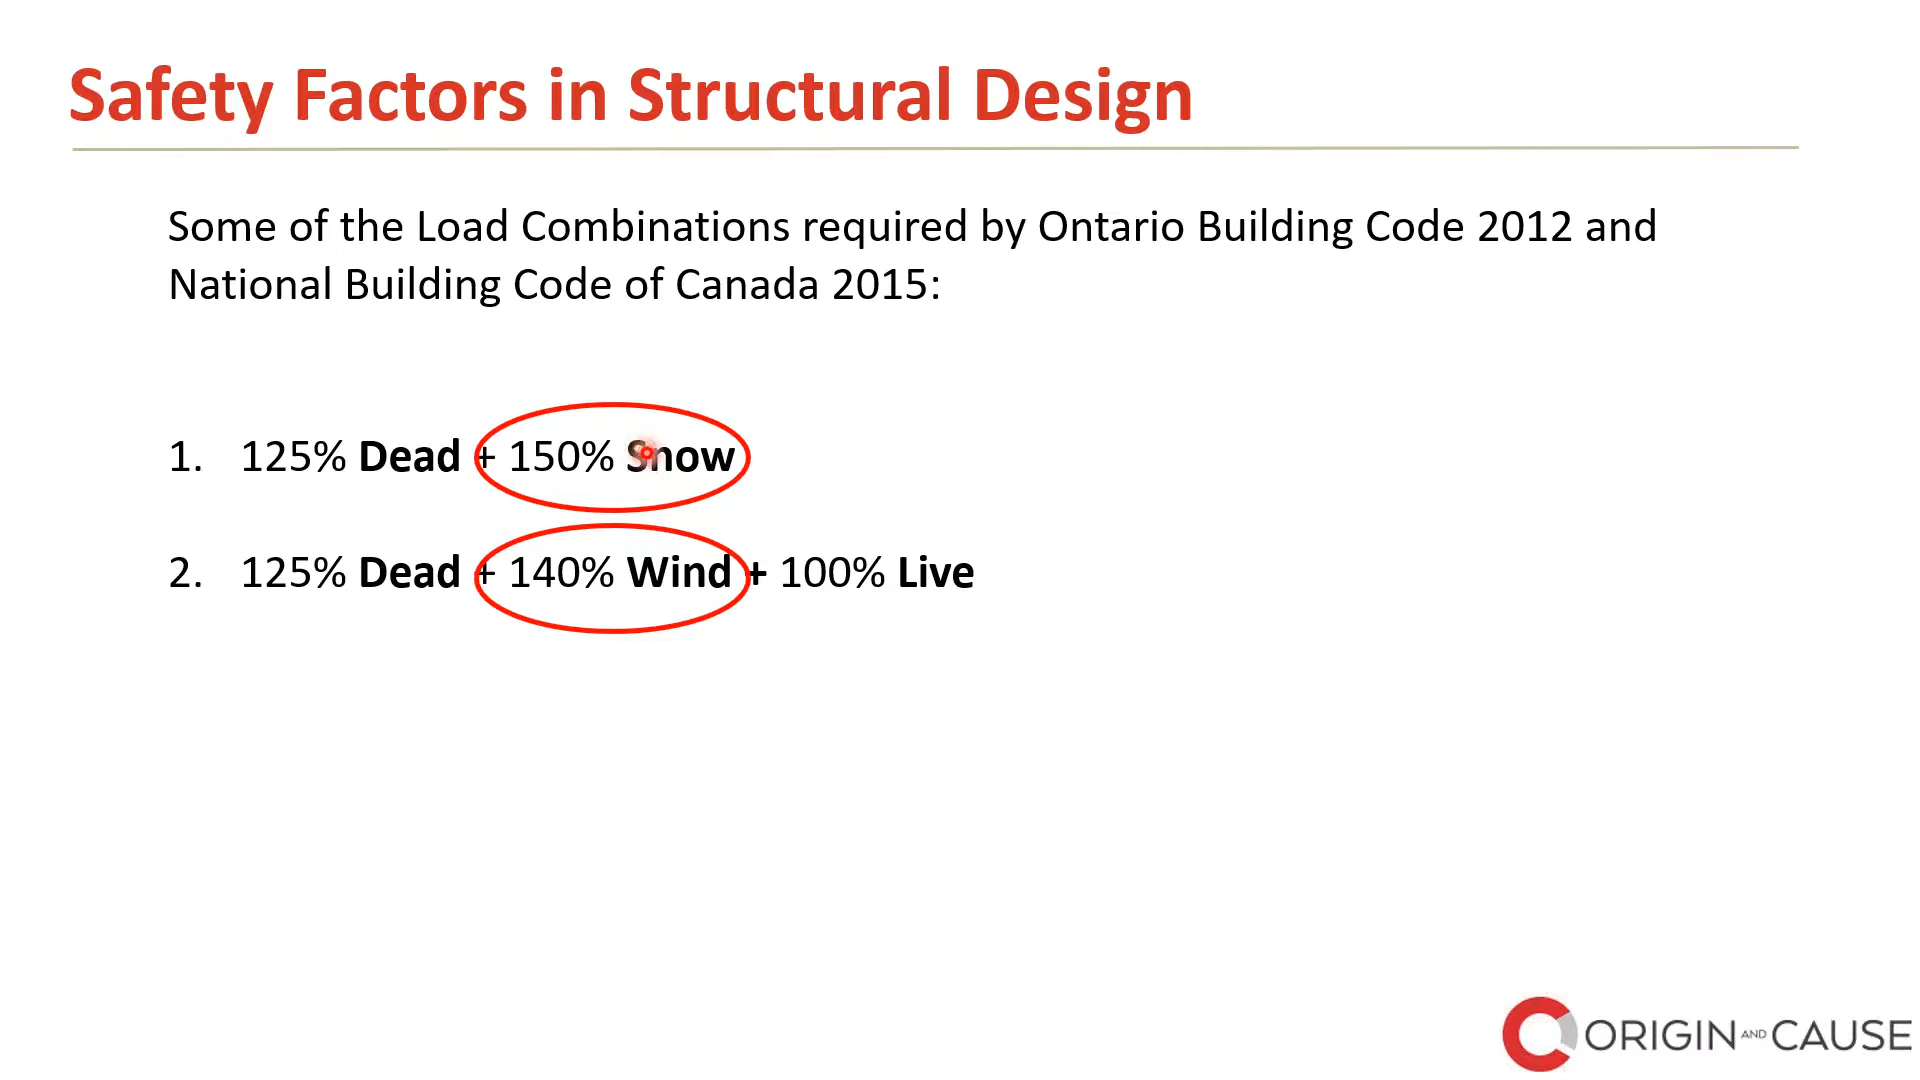 Safety Factors in Structural Design
Some of the Load Combinations required by Ontario Building Code 2012 and
National Building Code of Canada 2015:
1. 125% Dead + 150% Snow
2. 125% Dead + 140% Wind + 100% Live
ORIGIN AND CAUSE